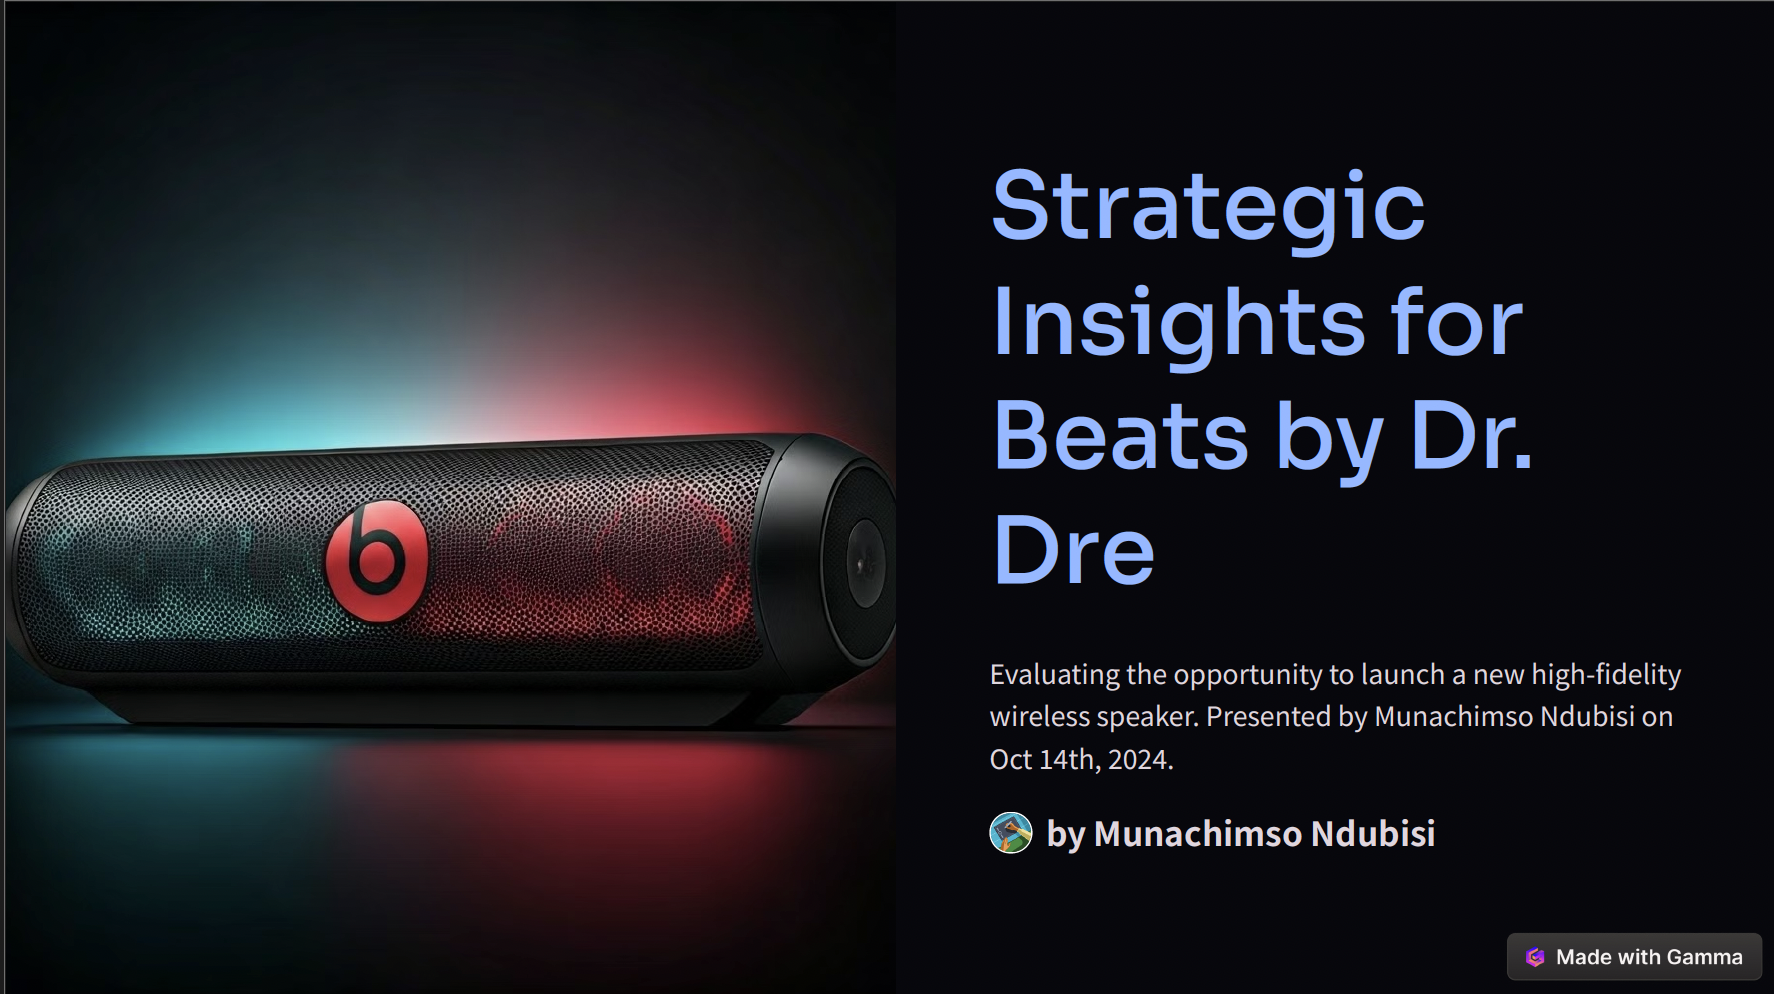 Strategic
Insights for
Beats by Dr.
Dre
Evaluating the opportunity to launch a new high-fidelity
wireless speaker. Presented by Munachimso Ndubisi on
Oct 14th, 2024.
by Munachimso Ndubisi
Made with Gamma
b